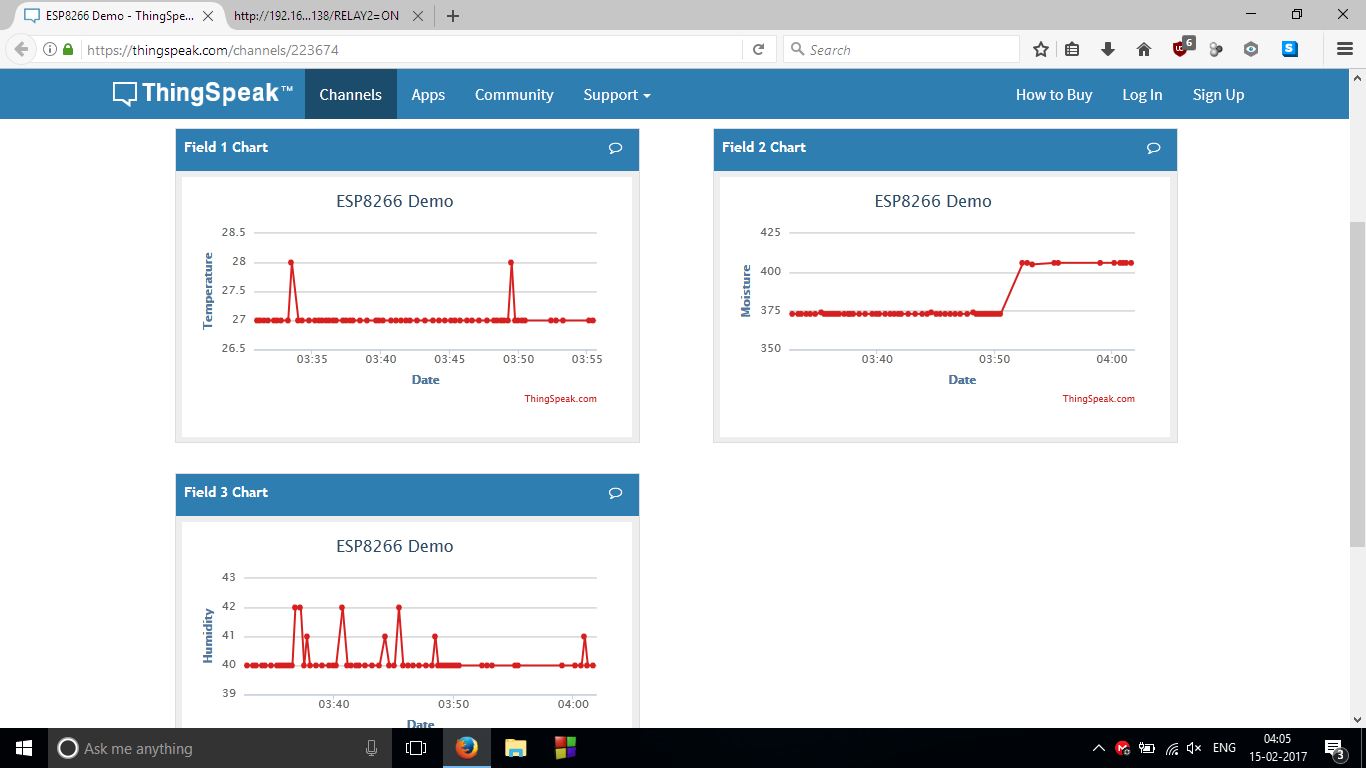 ESP8266 Demo - ThingSpe...
http://192.16...138/RELAY2=ON
https://thingspeak.com/channels/223674
Search
6
S
ThingSpeak™
Channels
Apps
Community
Support
How to Buy
Log In
Sign Up
Field 1 Chart
ESP8266 Demo
Temperature
28.5
28
27.5
27
26.5
03:35 03:40 03:45 03:50 03:55
Date
ThingSpeak.com
Field 2 Chart
ESP8266 Demo
Moisture
425
400
375
350
03:40 03:50 04:00
Date
ThingSpeak.com
Field 3 Chart
ESP8266 Demo
Humidity
43
42
41
40
39
03:40 03:50 04:00
Date
Ask me anything
ENG
04:05
15-02-2017
3